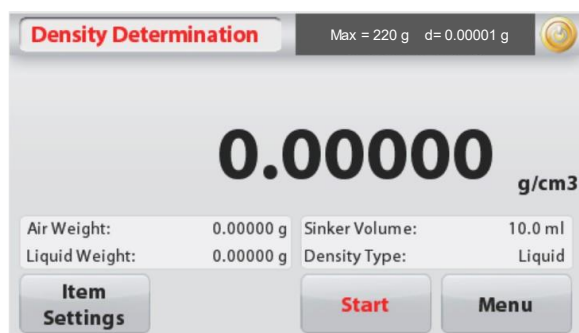 Density Determination
Max = 220 g d= 0.00001 g
0.00000
g/cm3
Air Weight: 0.00000 g Sinker Volume: 10.0 ml
Liquid Weight: 0.00000 g Density Type: Liquid
Item
Settings
Start
Menu